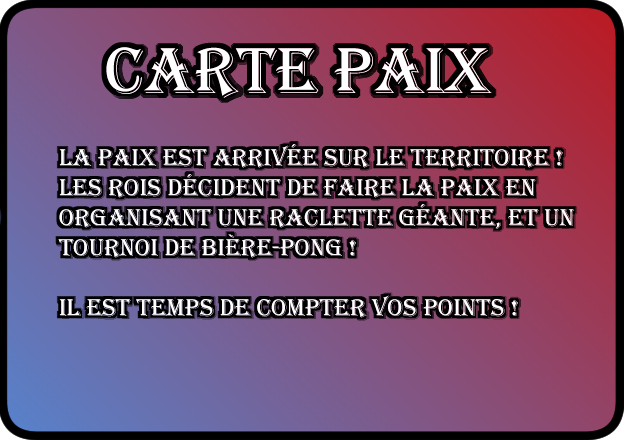 CARTE PAIX
LA PAIX EST ARRIVÉE SUR LE TERRITOIRE !
LES ROIS DÉCIDENT DE FAIRE LA PAIX EN
ORGANISANT UNE RACLETTE GÉANTE, ET UN
TOURNOI DE BIÈRE-PONG !
IL EST TEMPS DE COMPTER VOS POINTS !